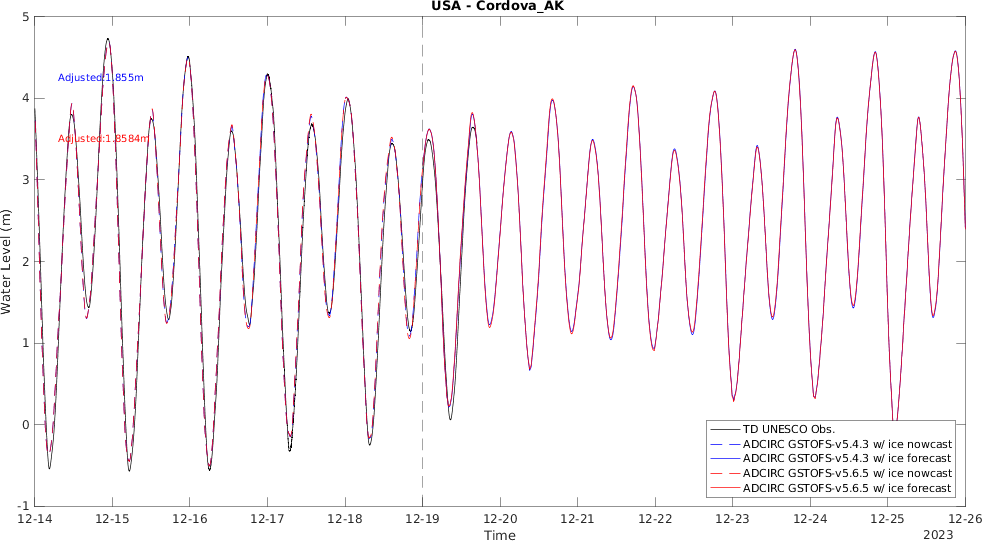 USA - Cordova_AK
5
4
3
2
1
0
-1
Water Level (m)
Adjusted:1.855m
Adjusted:1.8584m
TD UNESCO Obs.
ADCIRC GSTOFS-v5.4.3 w/ ice nowcast
ADCIRC GSTOFS-v5.4.3 w/ ice forecast
ADCIRC GSTOFS-v5.6.5 w/ ice nowcast
ADCIRC GSTOFS-v5.6.5 w/ ice forecast
12-14 12-15 12-16 12-17 12-18 12-19 12-20 12-21 12-22 12-23 12-24 12-25 12-26
Time
2023